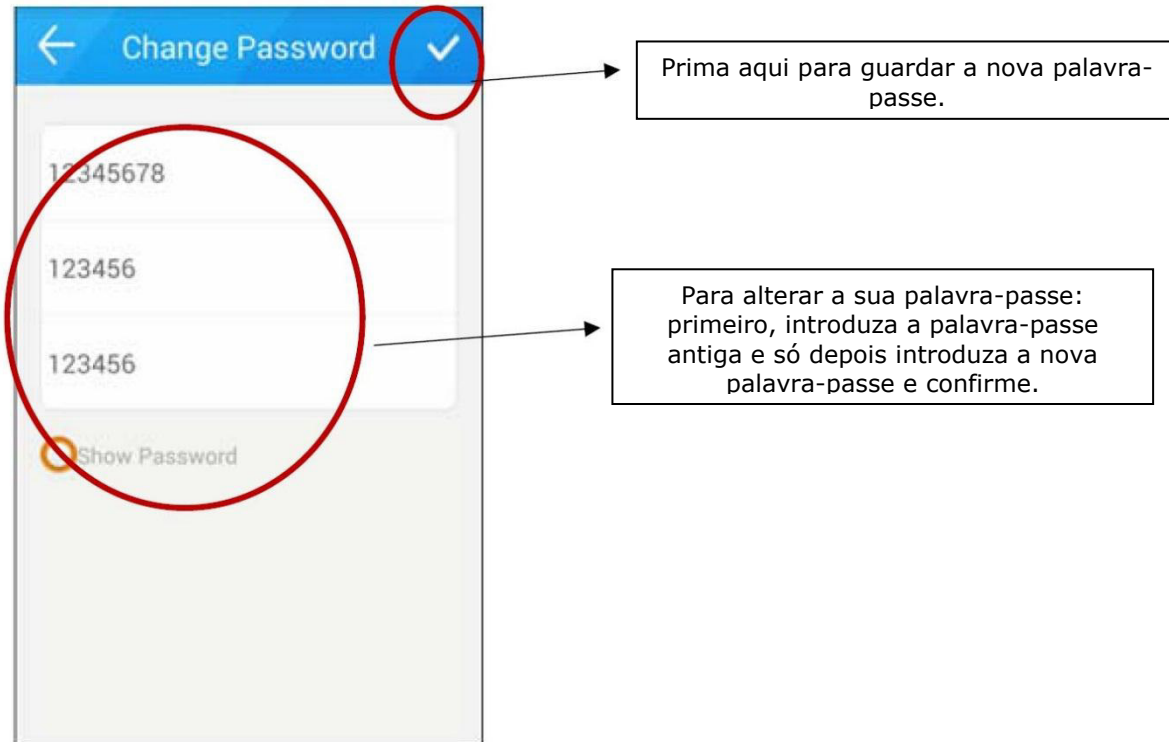 Change Password
Prima aqui para guardar a nova palavra-
passe.
12345678
123456
123456
Show Password
Para alterar a sua palavra-passe:
primeiro, introduza a palavra-passe
antiga e só depois introduza a nova
palavra-passe e confirme.